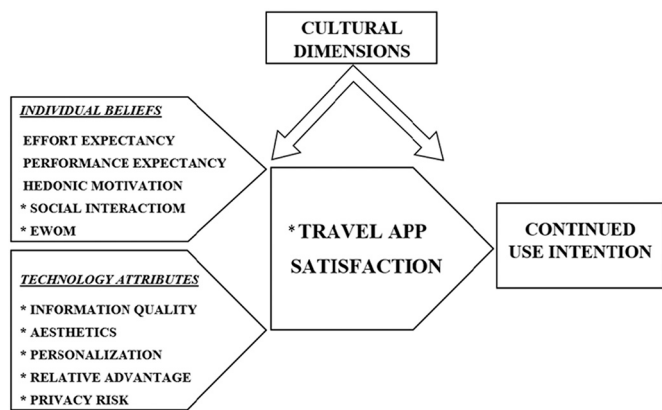 CULTURAL
DIMENSIONS
INDIVIDUAL BELIEFS
EFFORT EXPECTANCY
PERFORMANCE EXPECTANCY
HEDONIC MOTIVATION
* SOCIAL INTERACTIOM
* EWOM
* TRAVEL APP
SATISFACTION
CONTINUED
USE INTENTION
TECHNOLOGY ATTRIBUTES
* INFORMATION QUALITY
* AESTHETICS
* PERSONALIZATION
* RELATIVE ADVANTAGE
* PRIVACY RISK